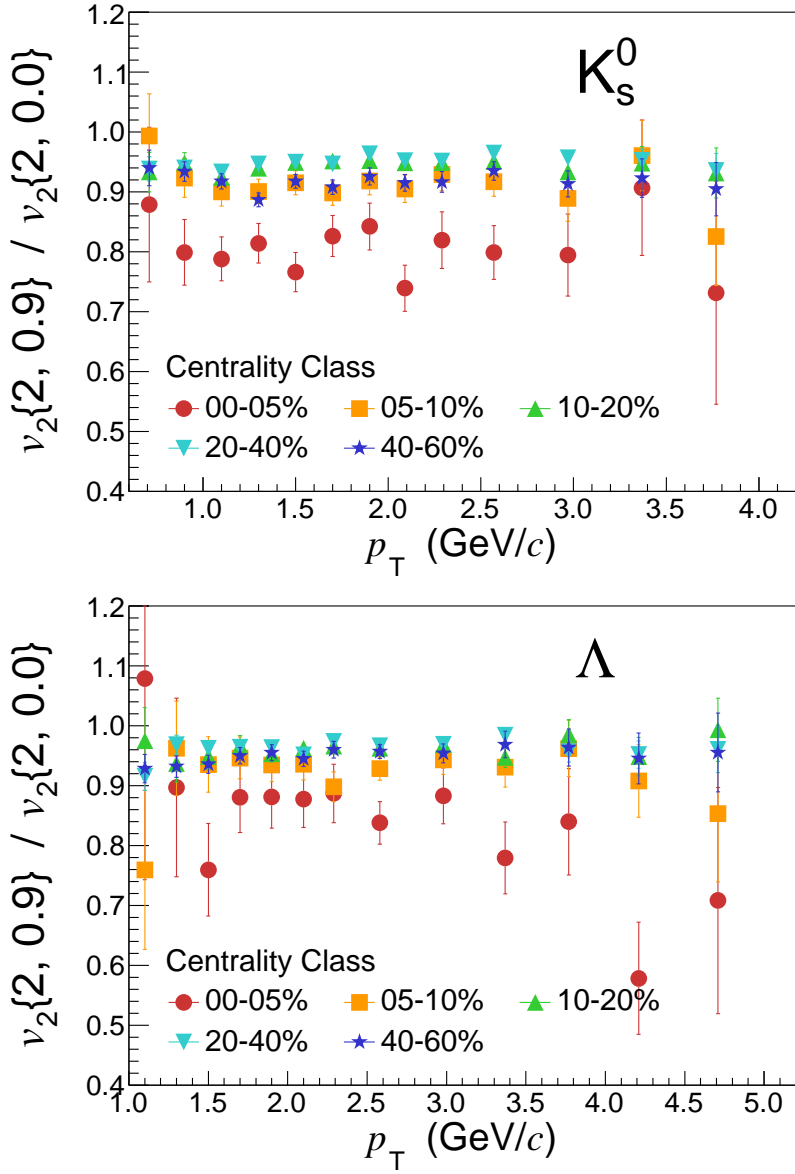 1.2
K⁰ₛ
1.1
1.0
0.9
0.8
0.7
0.6
0.5
0.4
v₂{2, 0.9} / v₂{2, 0.0}
Centrality Class
00-05% 05-10% 10-20%
20-40% 40-60%
1.0 1.5 2.0 2.5 3.0 3.5 4.0
p_T (GeV/c)
1.2
Λ
1.1
1.0
0.9
0.8
0.7
0.6
0.5
0.4
v₂{2, 0.9} / v₂{2, 0.0}
Centrality Class
00-05% 05-10% 10-20%
20-40% 40-60%
1.0 1.5 2.0 2.5 3.0 3.5 4.0 4.5 5.0
p_T (GeV/c)